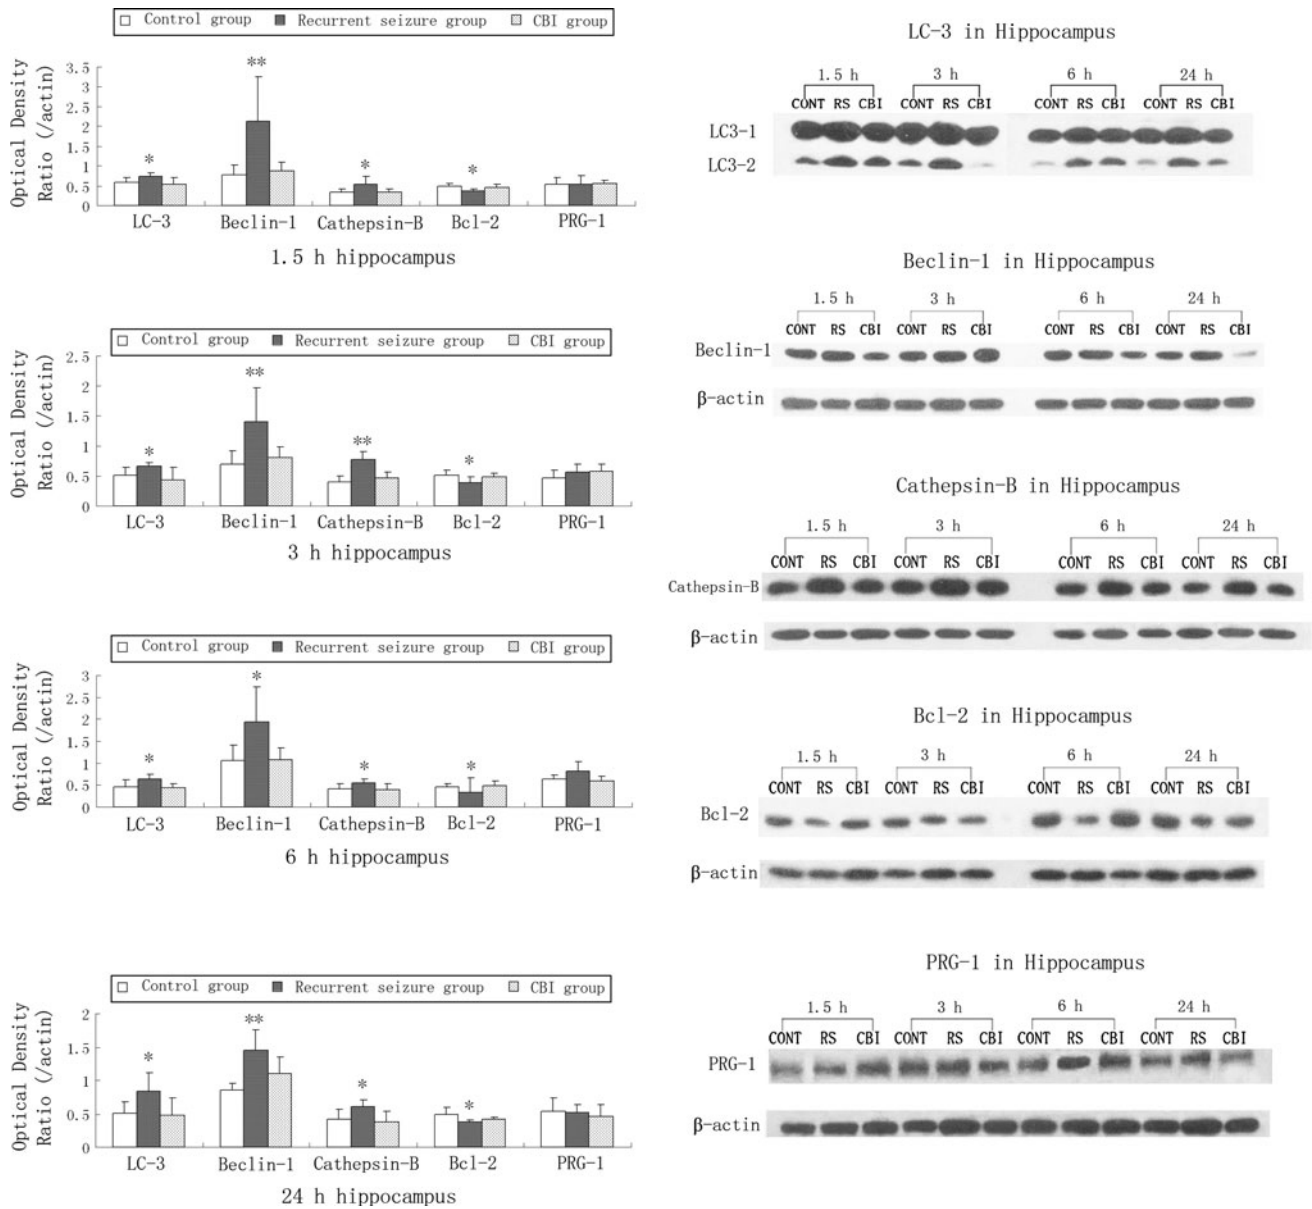 Control group Recurrent seizure group CBI group
Optical Density
Ratio (/actin)
3.5
3
2.5
2
1.5
1
0.5
0
* ** * *
LC-3 Beclin-1 Cathepsin-B Bcl-2 PRG-1
1.5 h hippocampus
Control group Recurrent seizure group CBI group
Optical Density
Ratio (/actin)
2.5
2
1.5
1
0.5
0
* ** ** *
LC-3 Beclin-1 Cathepsin-B Bcl-2 PRG-1
3 h hippocampus
Control group Recurrent seizure group CBI group
Optical Density
Ratio (/actin)
3
2.5
2
1.5
1
0.5
0
* * * *
LC-3 Beclin-1 Cathepsin-B Bcl-2 PRG-1
6 h hippocampus
Control group Recurrent seizure group CBI group
Optical Density
Ratio (/actin)
2
1.5
1
0.5
0
* ** * *
LC-3 Beclin-1 Cathepsin-B Bcl-2 PRG-1
24 h hippocampus
LC-3 in Hippocampus
1.5 h 3 h 6 h 24 h
CONT RS CBI CONT RS CBI CONT RS CBI CONT RS CBI
LC3-1
LC3-2
Beclin-1 in Hippocampus
1.5 h 3 h 6 h 24 h
CONT RS CBI CONT RS CBI CONT RS CBI CONT RS CBI
Beclin-1
β-actin
Cathepsin-B in Hippocampus
1.5 h 3 h 6 h 24 h
CONT RS CBI CONT RS CBI CONT RS CBI CONT RS CBI
Cathepsin-B
β-actin
Bcl-2 in Hippocampus
1.5 h 3 h 6 h 24 h
CONT RS CBI CONT RS CBI CONT RS CBI CONT RS CBI
Bcl-2
β-actin
PRG-1 in Hippocampus
1.5 h 3 h 6 h 24 h
CONT RS CBI CONT RS CBI CONT RS CBI CONT RS CBI
PRG-1
β-actin